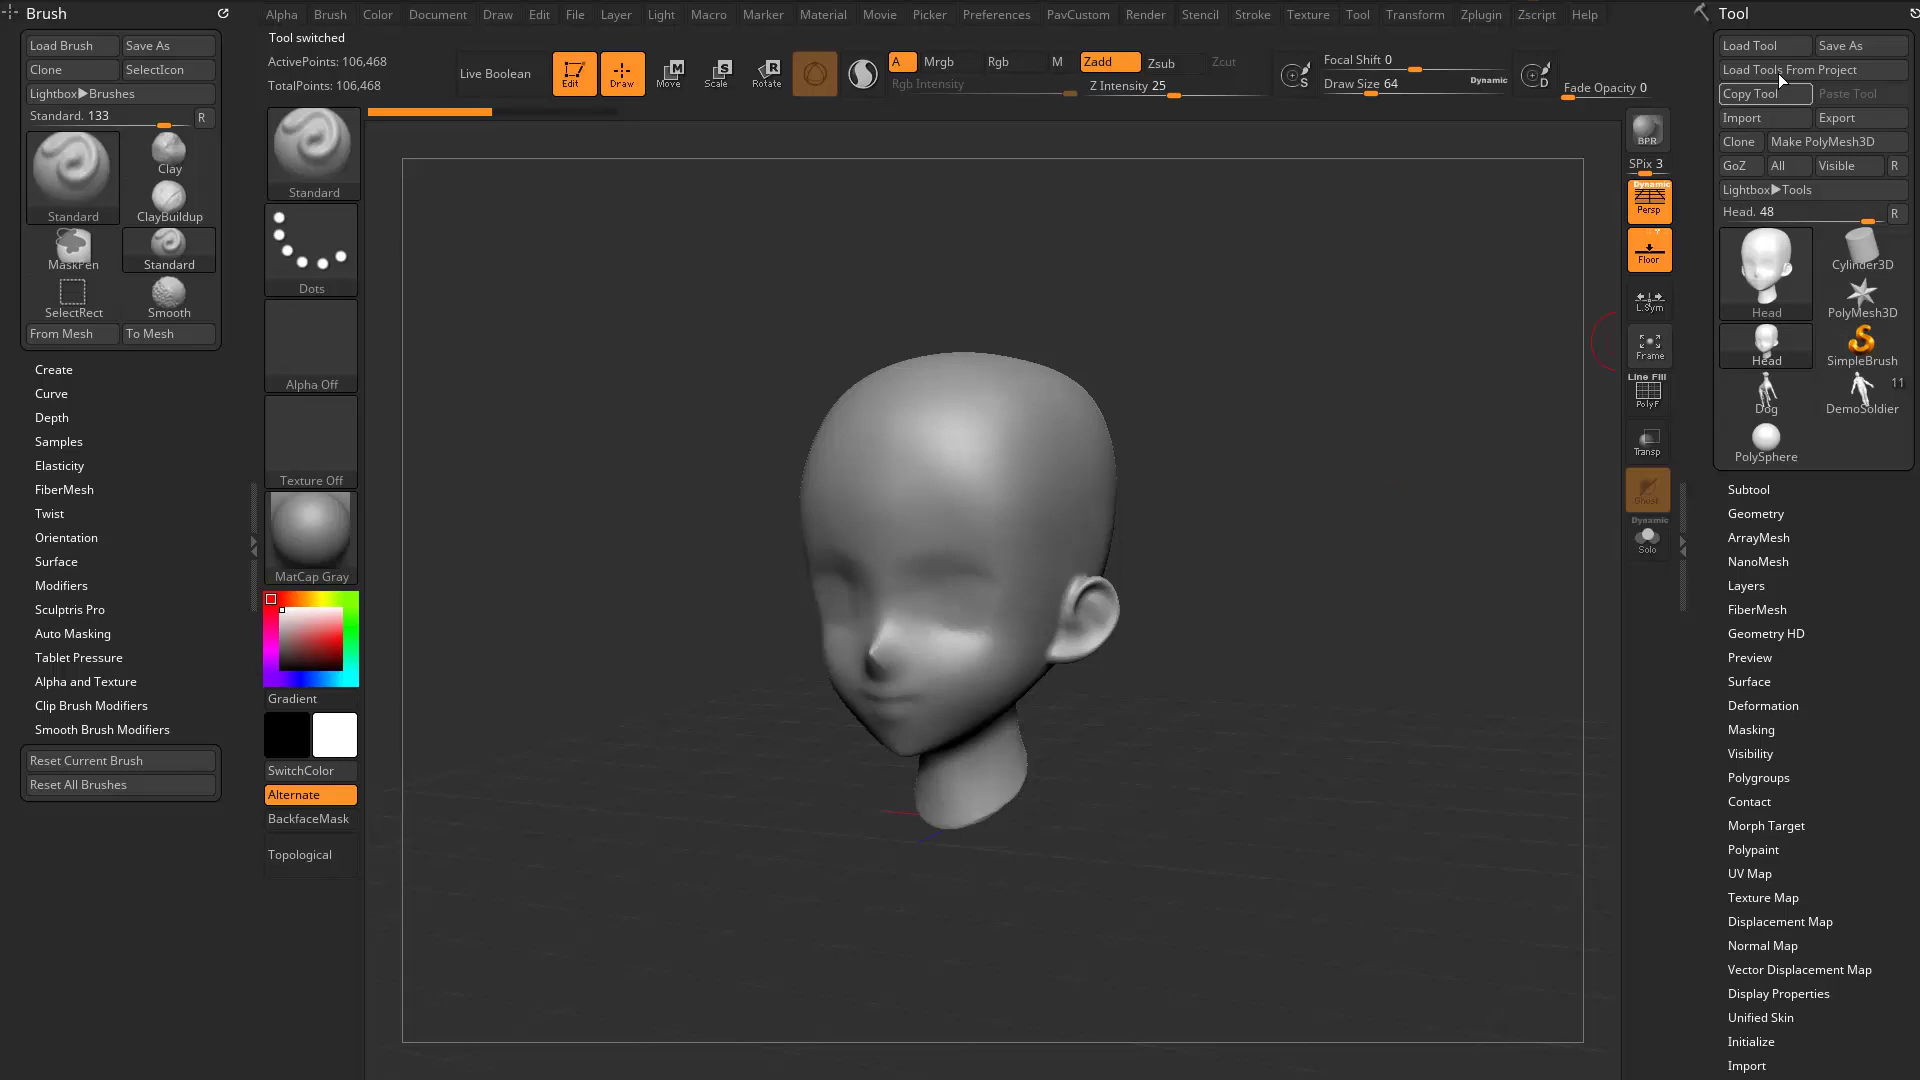 Brush
Load Brush Save As
Clone SelectIcon
Lightbox▶Brushes
Standard. 133 R
Clay
Standard ClayBuildup
MaskPen Standard
SelectRect Smooth
From Mesh To Mesh
Create
Curve
Depth
Samples
Elasticity
FiberMesh
Twist
Orientation
Surface
Modifiers
Sculptris Pro
Auto Masking
Tablet Pressure
Alpha and Texture
Clip Brush Modifiers
Smooth Brush Modifiers
Reset Current Brush
Reset All Brushes
Alpha Brush Color Document Draw Edit File Layer Light Macro Marker Material Movie Picker Preferences PavCustom Render Stencil Stroke Texture Tool Transform Zplugin Zscript Help
Tool switched
ActivePoints: 106,468
TotalPoints: 106,468
Live Boolean
Edit Draw Move Scale Rotate
M S R
A Mrgb Rgb M Zadd Zsub Zcut
Rgb Intensity Z Intensity 25
S Focal Shift 0
Draw Size 64 Dynamic
D Fade Opacity 0
Standard
Dots
Alpha Off
Texture Off
MatCap Gray
Gradient
SwitchColor
Alternate
BackfaceMask
Topological
BPR
SPix 3
Dynamic
Persp
Floor
L.Sym
Frame
Line Fill
PolyF
Transp
Ghost
Dynamic
Solo
Tool
Load Tool Save As
Load Tools From Project
Copy Tool Paste Tool
Import Export
Clone Make PolyMesh3D
GoZ All Visible R
Lightbox▶Tools
Head. 48 R
Cylinder3D
Head PolyMesh3D
Head SimpleBrush
11
Dog DemoSoldier
PolySphere
Subtool
Geometry
ArrayMesh
NanoMesh
Layers
FiberMesh
Geometry HD
Preview
Surface
Deformation
Masking
Visibility
Polygroups
Contact
Morph Target
Polypaint
UV Map
Texture Map
Displacement Map
Normal Map
Vector Displacement Map
Display Properties
Unified Skin
Initialize
Import